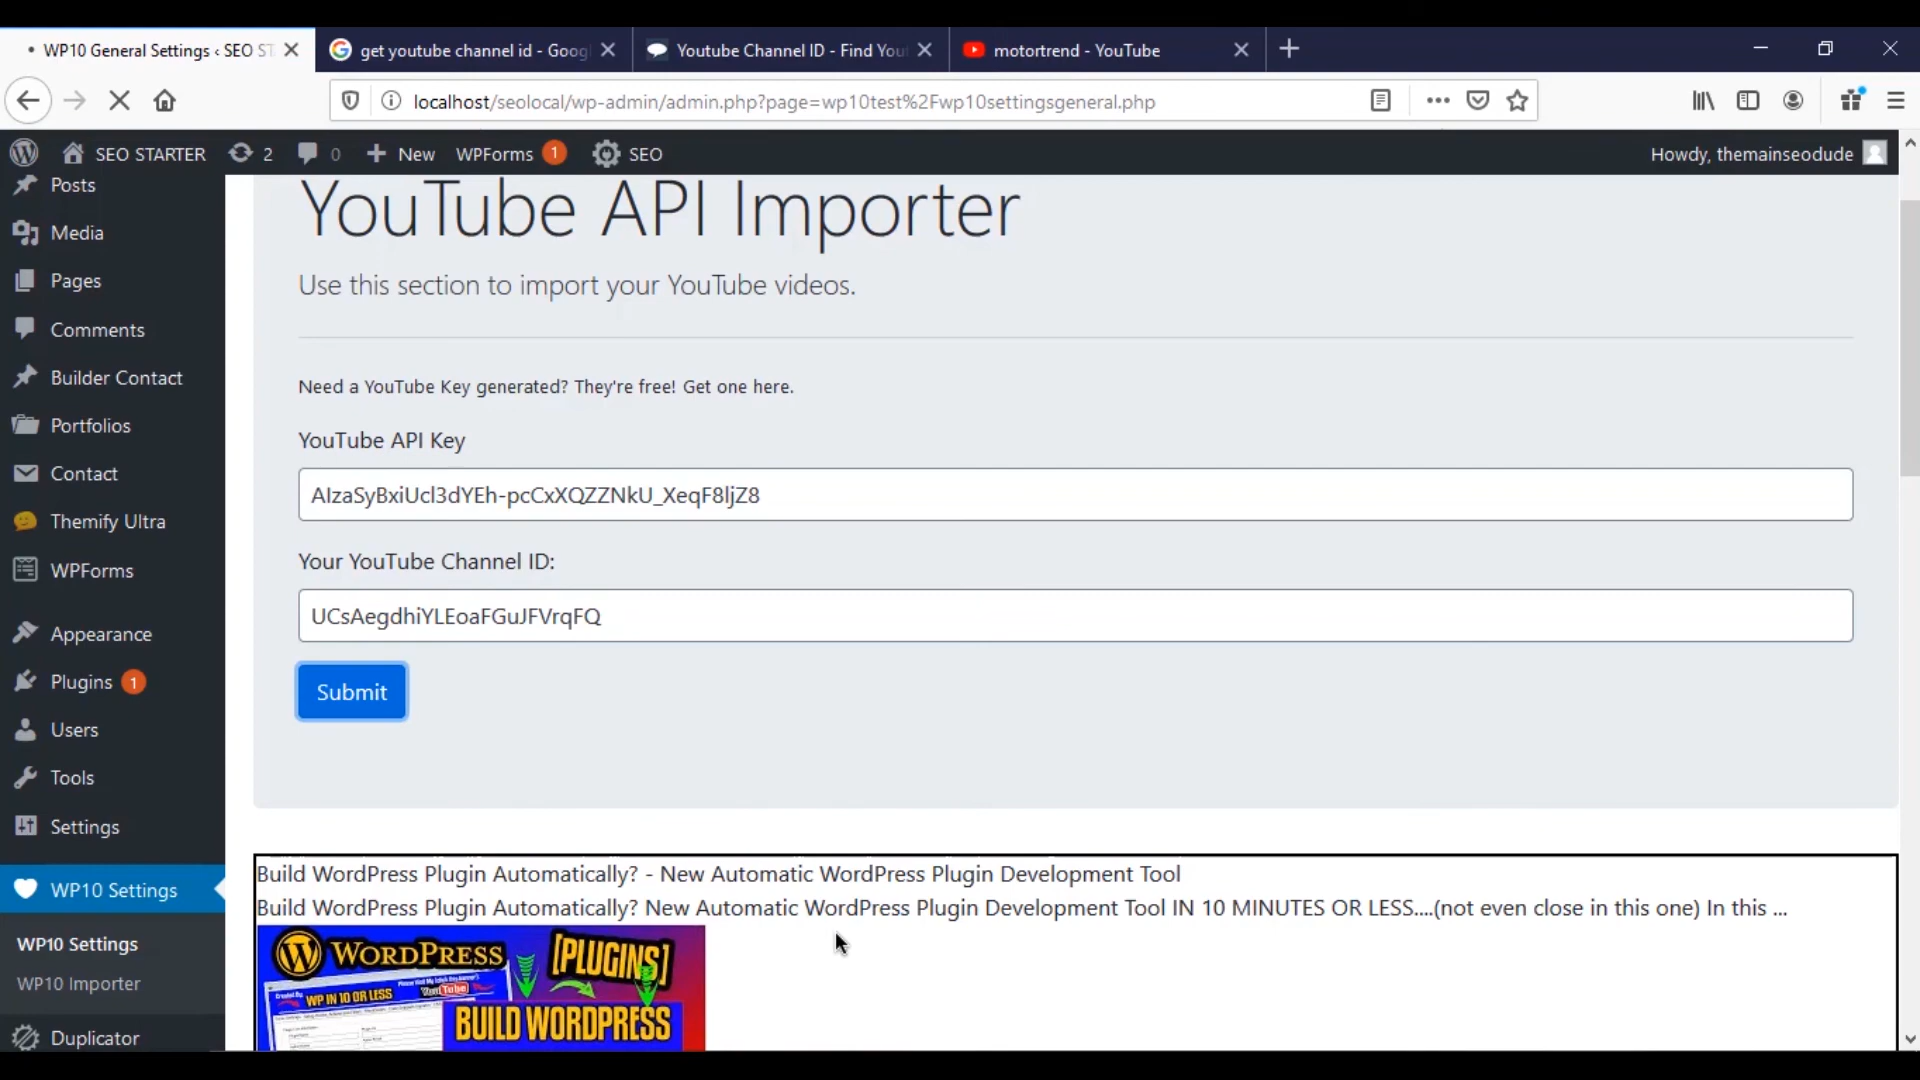 WP10 General Settings ‹ SEO ST
get youtube channel id - Goog
Youtube Channel ID - Find You
motortrend - YouTube
localhost/seolocal/wp-admin/admin.php?page=wp10test%2Fwp10settingsgeneral.php
SEO STARTER
2
0
New
WPForms
1
SEO
Howdy, themainseodude
Posts
Media
Pages
Comments
Builder Contact
Portfolios
Contact
Themify Ultra
WPForms
Appearance
Plugins
1
Users
Tools
Settings
WP10 Settings
WP10 Settings
WP10 Importer
Duplicator
YouTube API Importer
Use this section to import your YouTube videos.
Need a YouTube Key generated? They're free! Get one here.
YouTube API Key
AIzaSyBxiUcl3dYEh-pcCxXQZZNkU_XeqF8ljZ8
Your YouTube Channel ID:
UCsAegdhiYLEoaFGuJFVrqFQ
Submit
Build WordPress Plugin Automatically? - New Automatic WordPress Plugin Development Tool
Build WordPress Plugin Automatically? New Automatic WordPress Plugin Development Tool IN 10 MINUTES OR LESS....(not even close in this one) In this ...
WORDPRESS
[PLUGINS]
WP IN 10 OR LESS
YouTube
BUILD WORDPRESS